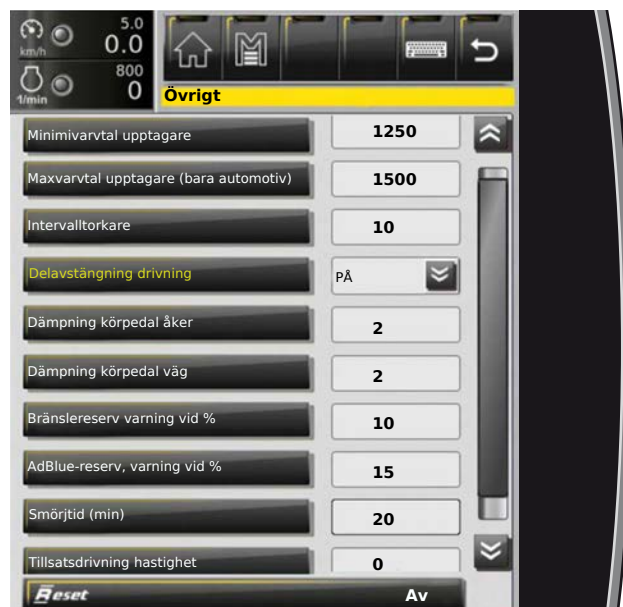 5.0
km/h 0.0
800
1/min 0
Övrigt
Minimivarvtal upptagare 1250
Maxvarvtal upptagare (bara automotiv) 1500
Intervalltorkare 10
Delavstängning drivning PÅ
Dämpning körpedal åker 2
Dämpning körpedal väg 2
Bränslereserv varning vid % 10
AdBlue-reserv, varning vid % 15
Smörjtid (min) 20
Tillsatsdrivning hastighet 0
Reset Av